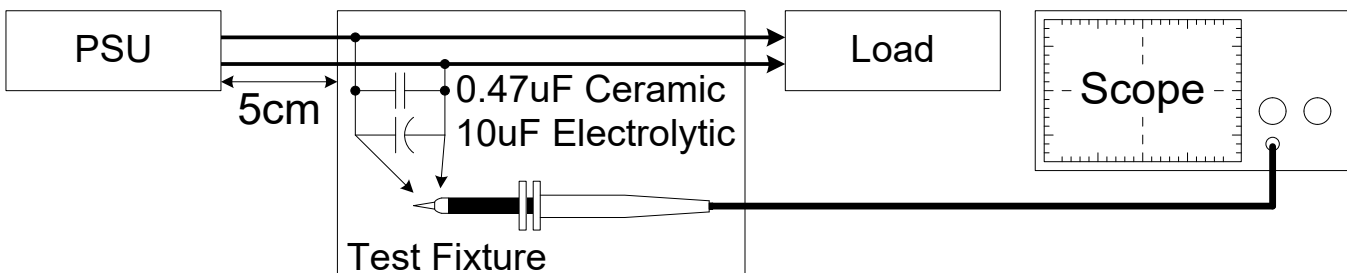 PSU
Load
Scope
5cm
0.47uF Ceramic
10uF Electrolytic
Test Fixture